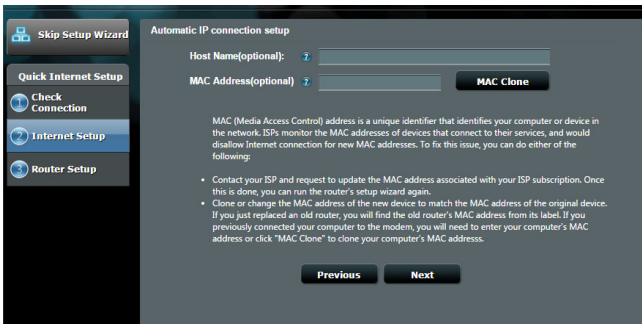 Skip Setup Wizard
Quick Internet Setup
1 Check
Connection
2 Internet Setup
3 Router Setup
Automatic IP connection setup
Host Name(optional): ?
MAC Address(optional) ? MAC Clone
MAC (Media Access Control) address is a unique identifier that identifies your computer or device in
the network. ISPs monitor the MAC addresses of devices that connect to their services, and would
disallow Internet connection for new MAC addresses. To fix this issue, you can do either of the
following:
• Contact your ISP and request to update the MAC address associated with your ISP subscription. Once
this is done, you can run the router's setup wizard again.
• Clone or change the MAC address of the new device to match the MAC address of the original device.
If you just replaced an old router, you will find the old router's MAC address from its label. If you
previously connected your computer to the modem, you will need to enter your computer's MAC
address or click "MAC Clone" to clone your computer's MAC addresss.
Previous Next